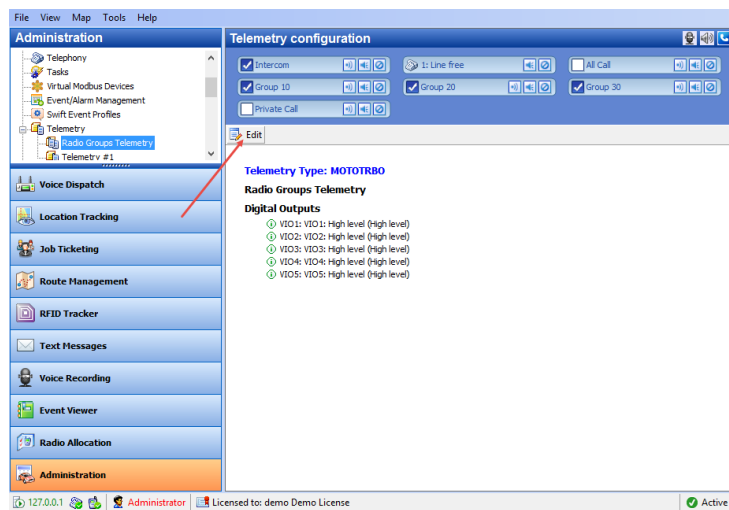 File View Map Tools Help
Administration
Telemetry configuration
Telephony
Tasks
Virtual Modbus Devices
Event/Alarm Management
Swift Event Profiles
Telemetry
Radio Groups Telemetry
Telemetry #1
Intercom
1: Line free
All Call
Group 10
Group 20
Group 30
Private Call
Edit
Telemetry Type: MOTOTRBO
Radio Groups Telemetry
Digital Outputs
VIO1: VIO1: High level (High level)
VIO2: VIO2: High level (High level)
VIO3: VIO3: High level (High level)
VIO4: VIO4: High level (High level)
VIO5: VIO5: High level (High level)
Voice Dispatch
Location Tracking
Job Ticketing
Route Management
RFID Tracker
Text Messages
Voice Recording
Event Viewer
Radio Allocation
Administration
127.0.0.1 Administrator Licensed to: demo Demo License Active